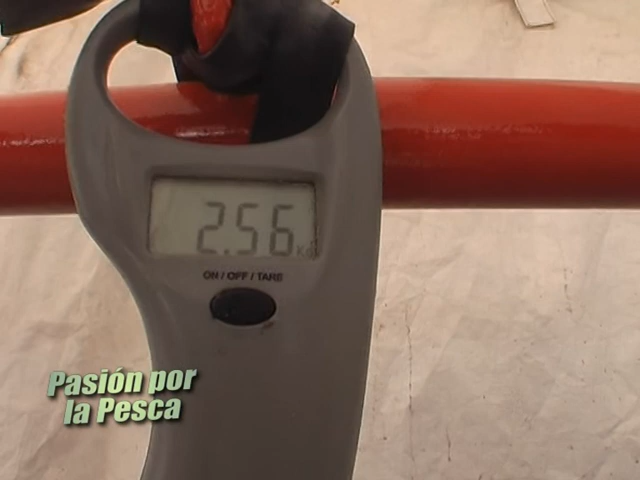 2.56 Kg
ON / OFF / TARE
Pasión por
la Pesca